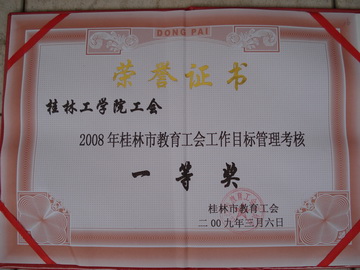 DONG PAI
荣誉证书
桂林工学院工会
2008年桂林市教育工会工作目标管理考核
一等奖
桂林市教育工会
二00九年三月六日